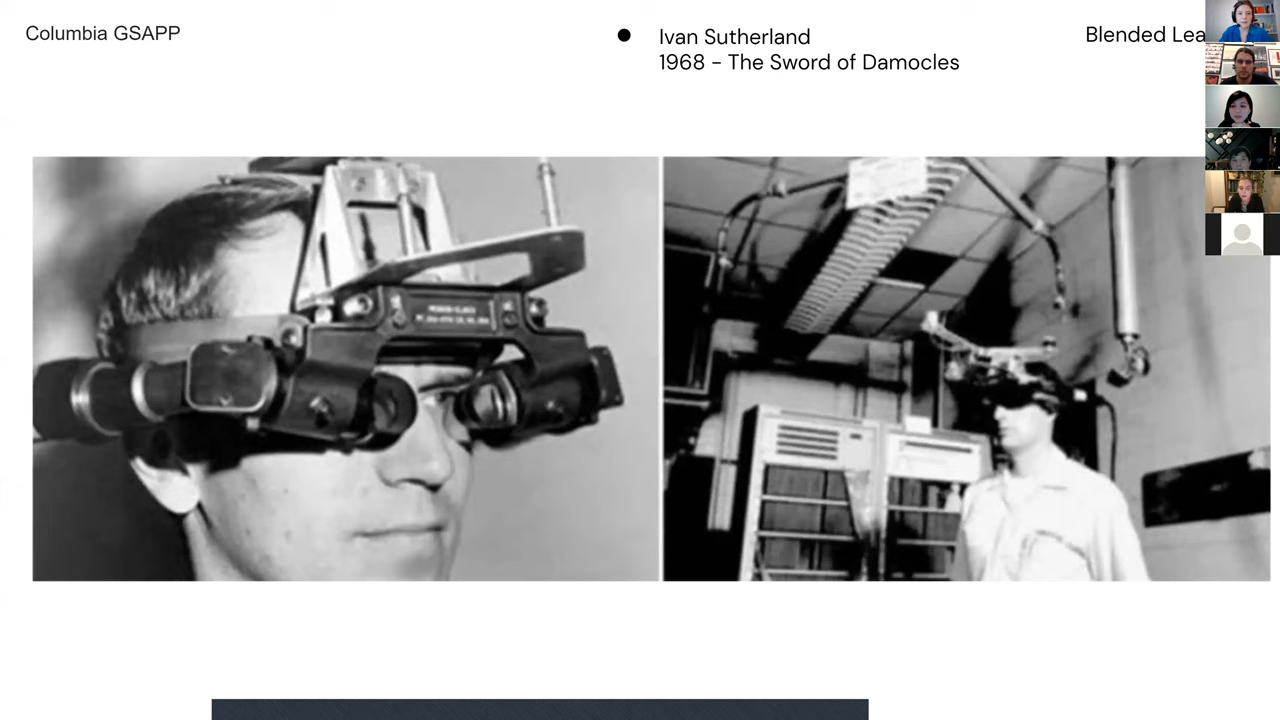 Columbia GSAPP
Ivan Sutherland
1968 - The Sword of Damocles
Blended Lea